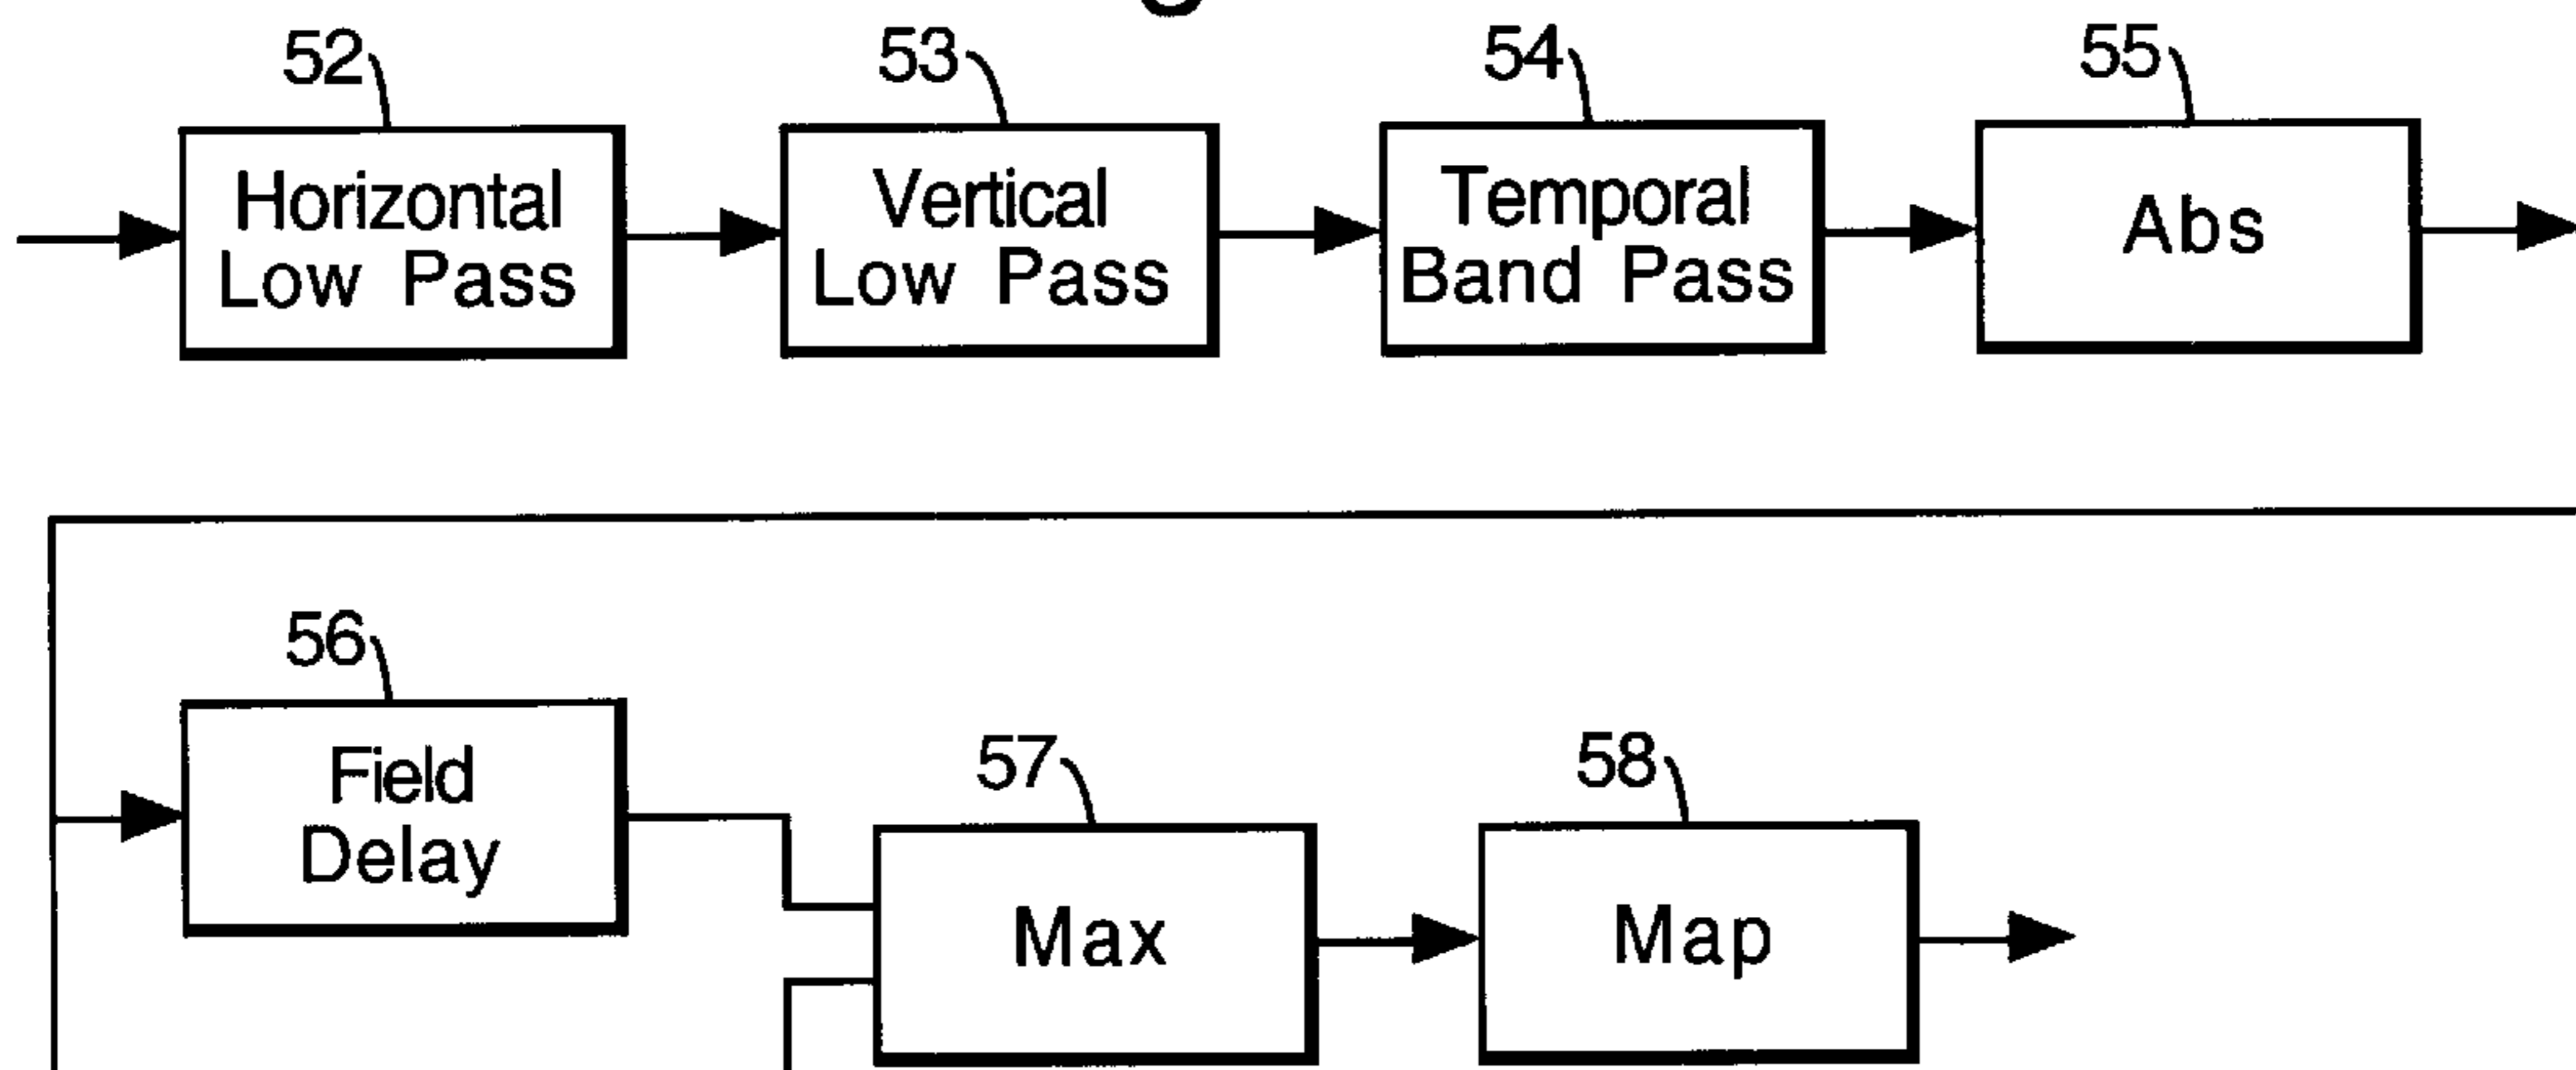 52
53
54
55
Horizontal
Low Pass
Vertical
Low Pass
Temporal
Band Pass
Abs
56
57
58
Field
Delay
Max
Map